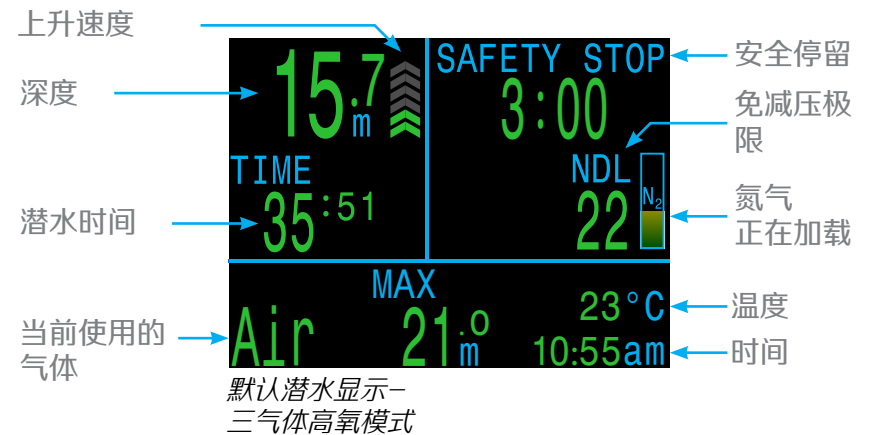 上升速度
深度
潜水时间
当前使用的
气体
15.7m
TIME
35:51
SAFETY STOP
3:00
NDL
22
N2
MAX
Air
21.0m
23°C
10:55am
安全停留
免减压极
限
氮气
正在加载
温度
时间
默认潜水显示–
三气体高氧模式